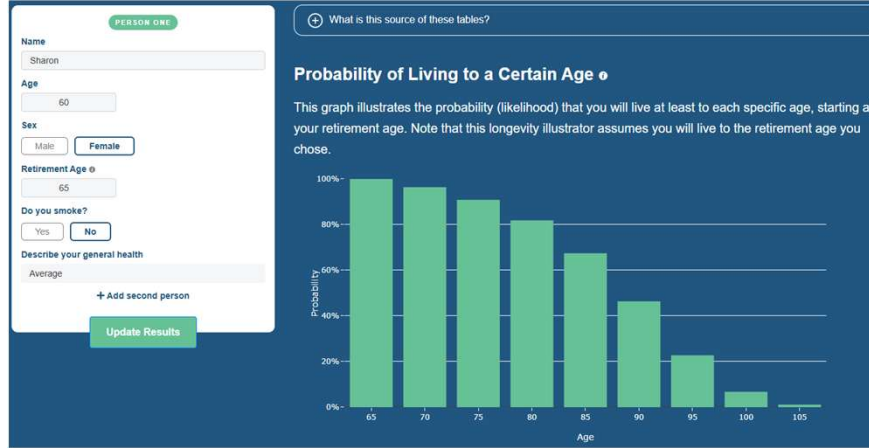 PERSON ONE
Name
Sharon
Age
60
Sex
Male Female
Retirement Age
65
Do you smoke?
Yes No
Describe your general health
Average
+ Add second person
Update Results
What is this source of these tables?
Probability of Living to a Certain Age
This graph illustrates the probability (likelihood) that you will live at least to each specific age, starting a
your retirement age. Note that this longevity illustrator assumes you will live to the retirement age you
chose.
100%
80%
60%
40%
20%
0%
Probability
65 70 75 80 85 90 95 100 105
Age